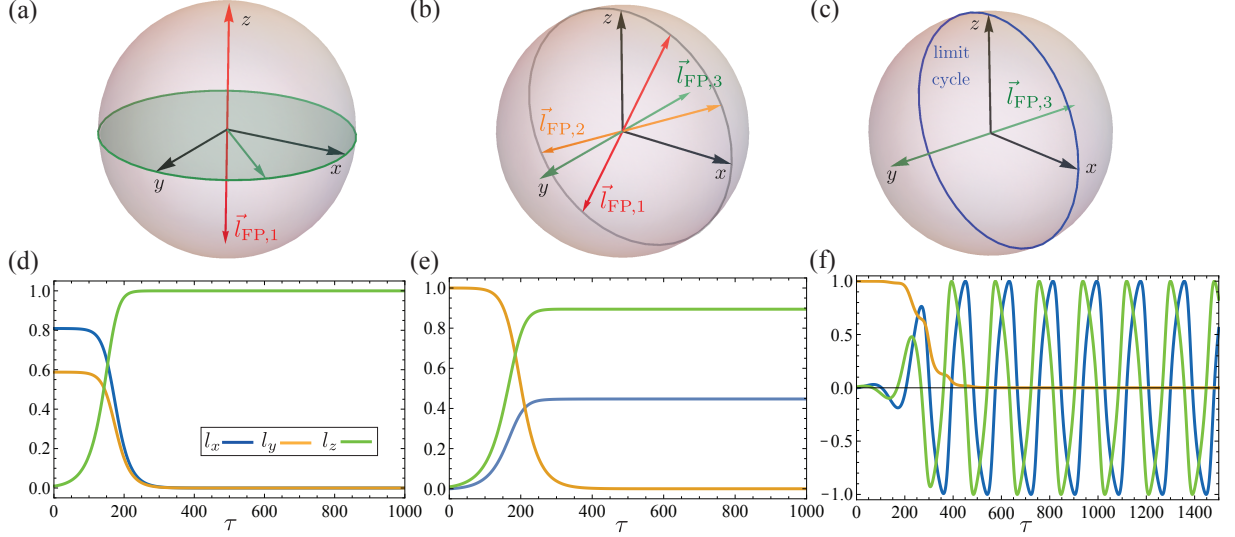 (a)
z
x
y
l⃗FP,1
(b)
z
l⃗FP,3
l⃗FP,2
x
y
l⃗FP,1
(c)
limit
cycle
z
l⃗FP,3
x
y
(d)
1.0
0.8
0.6
0.4
0.2
0.0
lx ly lz
0 200 400 600 800 1000
τ
(e)
1.0
0.8
0.6
0.4
0.2
0.0
0 200 400 600 800 1000
τ
(f)
1.0
0.5
0.0
−0.5
−1.0
0 200 400 600 800 1000 1200 1400
τ